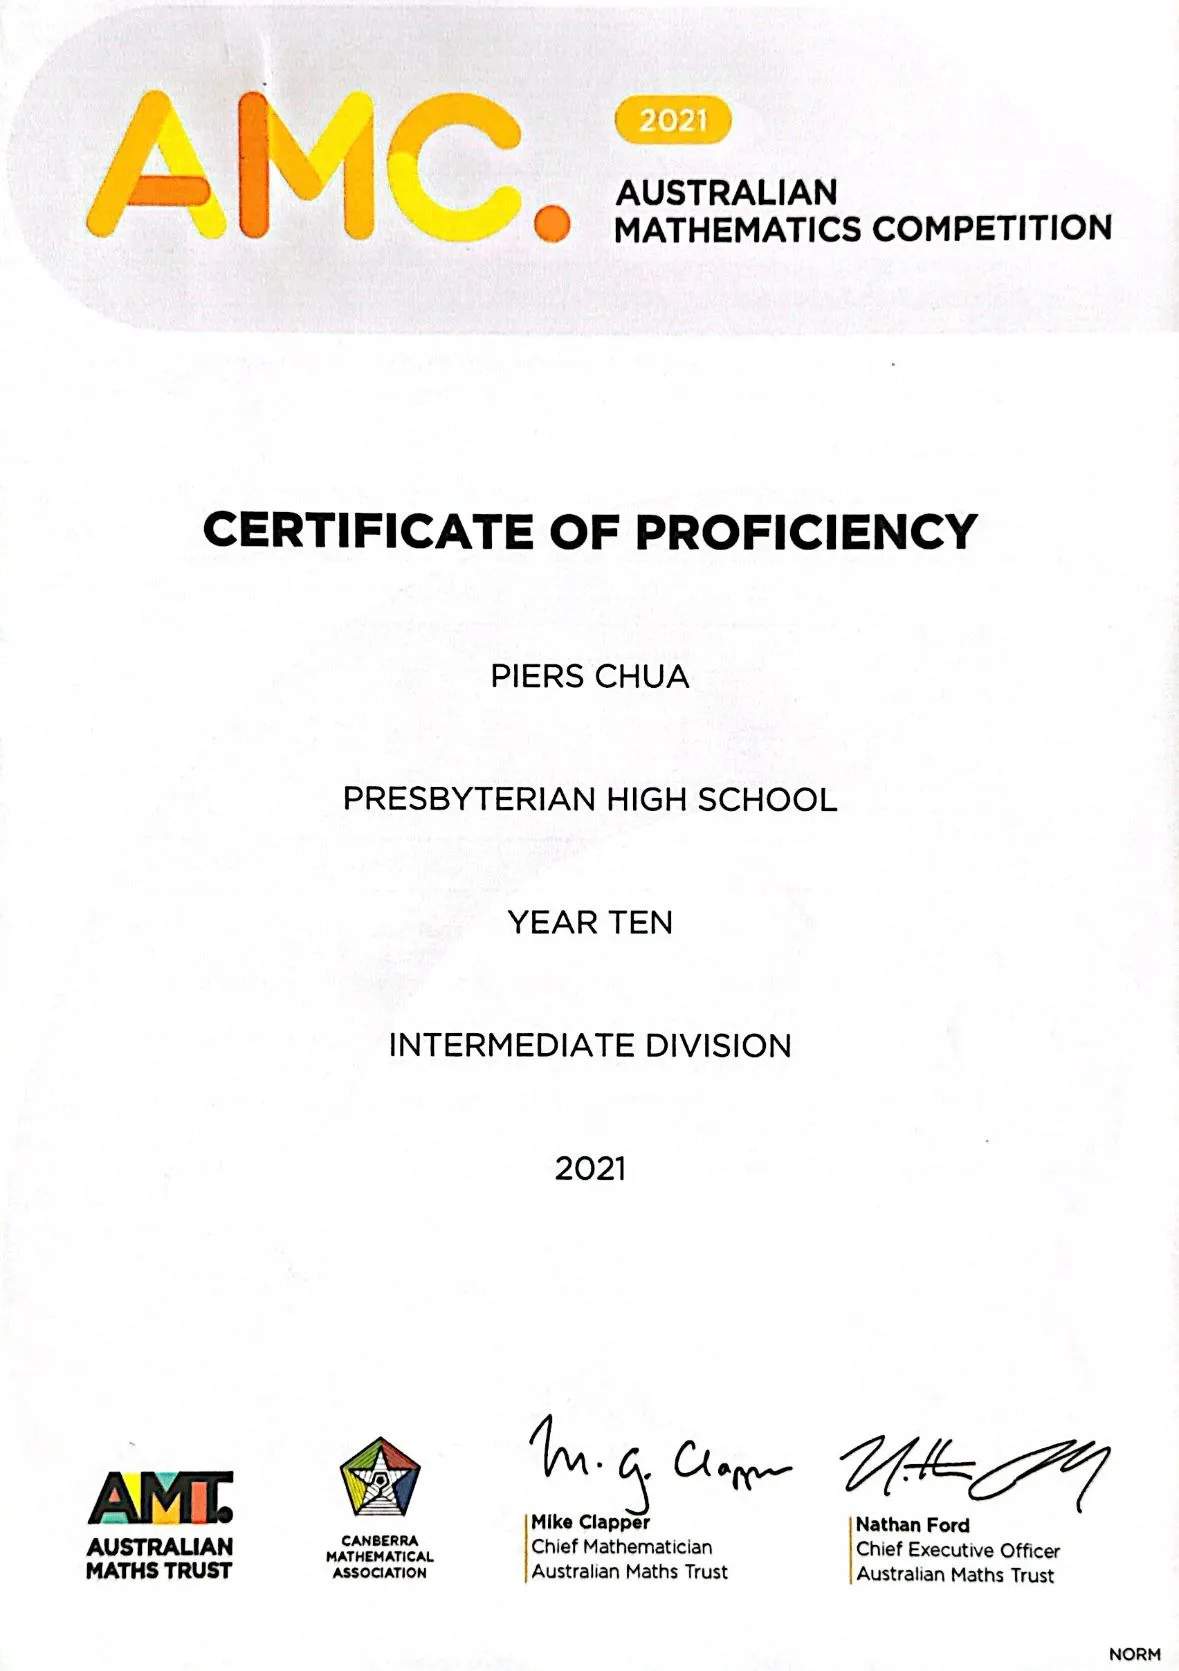 AMC.
2021
AUSTRALIAN
MATHEMATICS COMPETITION
CERTIFICATE OF PROFICIENCY
PIERS CHUA
PRESBYTERIAN HIGH SCHOOL
YEAR TEN
INTERMEDIATE DIVISION
2021
AMT.
AUSTRALIAN
MATHS TRUST
CANBERRA
MATHEMATICAL
ASSOCIATION
M. G. Clapper
Mike Clapper
Chief Mathematician
Australian Maths Trust
Nathan Ford
Chief Executive Officer
Australian Maths Trust
NORM